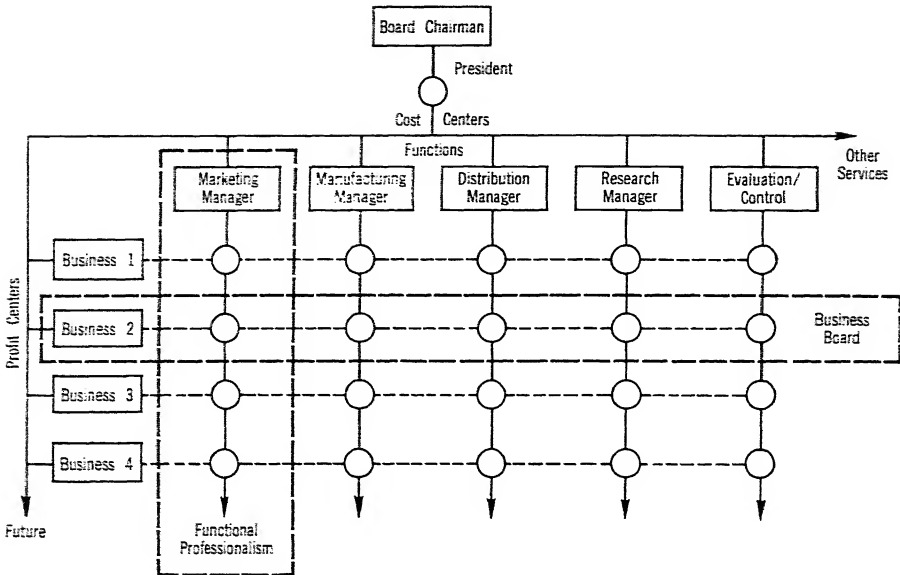 Board Chairman
President
Cost Centers
Functions
Other
Services
Marketing
Manager
Manufacturing
Manager
Distribution
Manager
Research
Manager
Evaluation/
Control
Profit Centers
Business 1
Business 2
Business
Board
Business 3
Business 4
Future
Functional
Professionalism